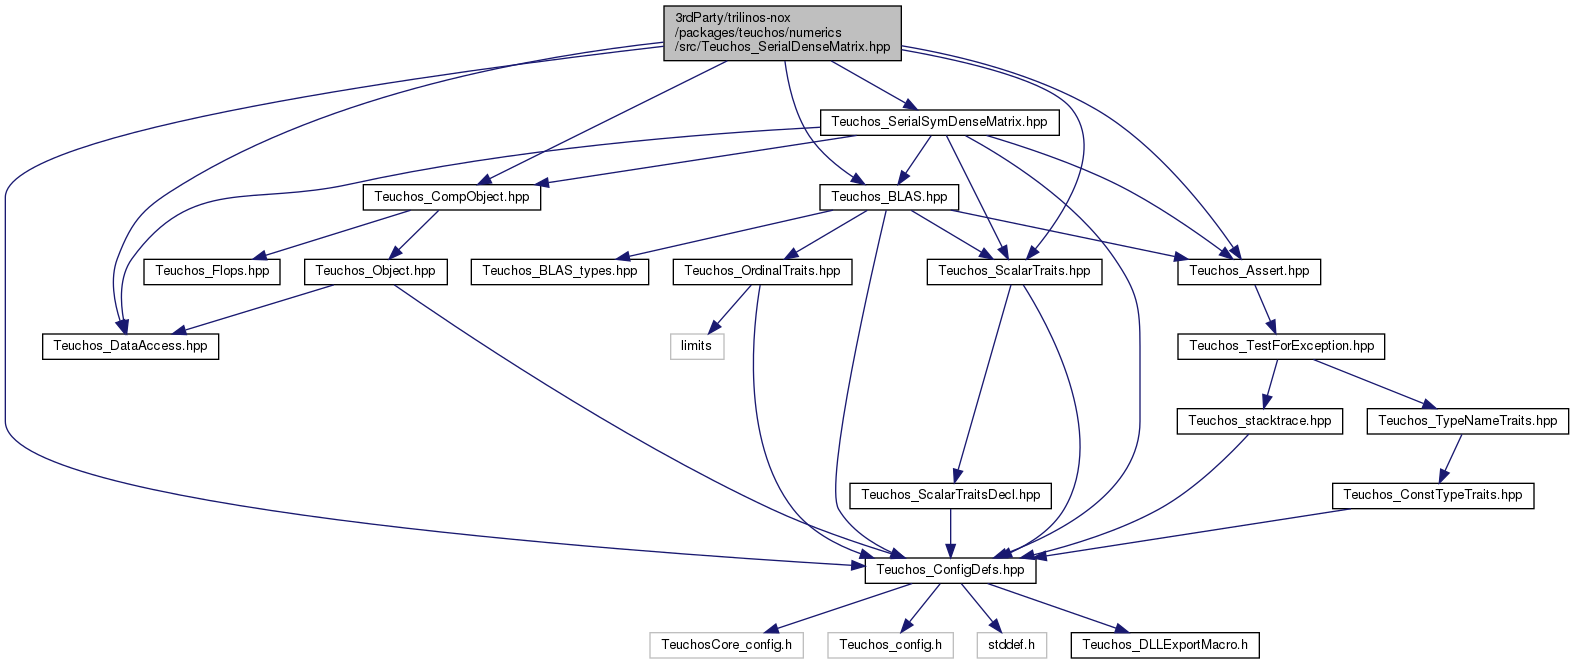 3rdParty/trilinos-nox
/packages/teuchos/numerics
/src/Teuchos_SerialDenseMatrix.hpp
Teuchos_SerialSymDenseMatrix.hpp
Teuchos_CompObject.hpp
Teuchos_BLAS.hpp
Teuchos_Flops.hpp
Teuchos_Object.hpp
Teuchos_BLAS_types.hpp
Teuchos_OrdinalTraits.hpp
Teuchos_ScalarTraits.hpp
Teuchos_Assert.hpp
Teuchos_DataAccess.hpp
limits
Teuchos_TestForException.hpp
Teuchos_stacktrace.hpp
Teuchos_TypeNameTraits.hpp
Teuchos_ScalarTraitsDecl.hpp
Teuchos_ConstTypeTraits.hpp
Teuchos_ConfigDefs.hpp
TeuchosCore_config.h
Teuchos_config.h
stddef.h
Teuchos_DLLExportMacro.h